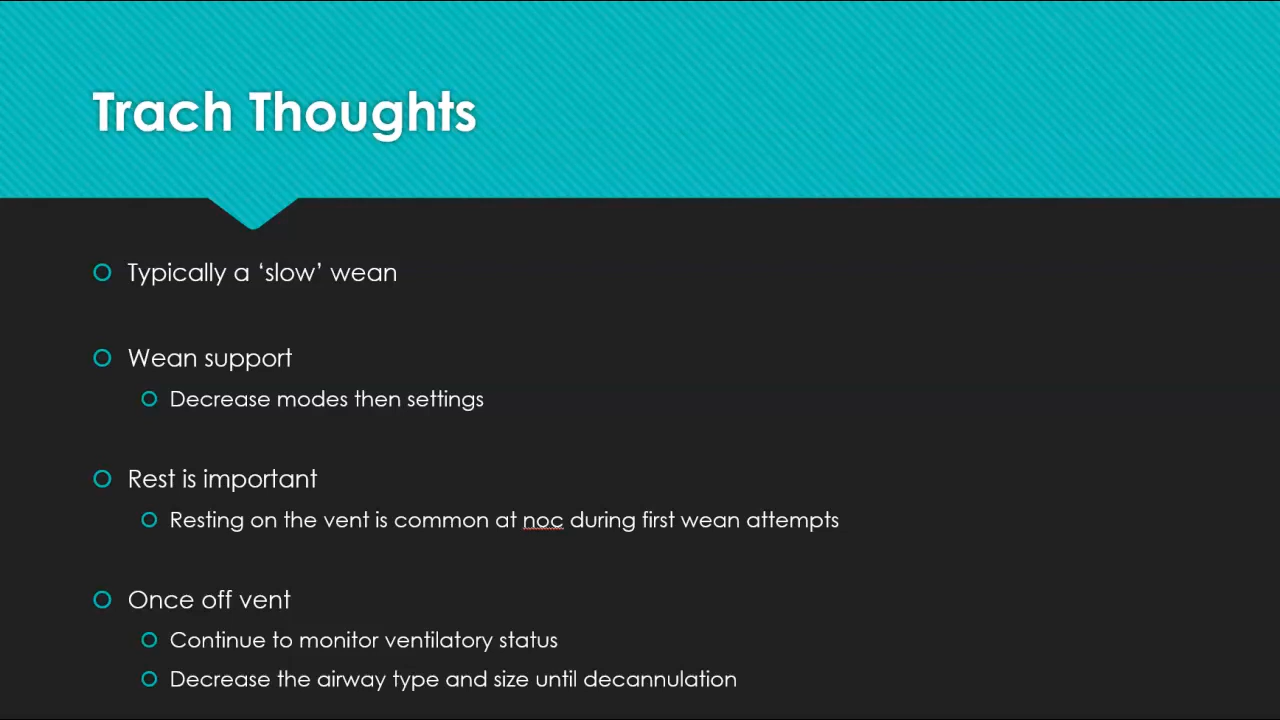 Trach Thoughts
Typically a ‘slow’ wean
Wean support
Decrease modes then settings
Rest is important
Resting on the vent is common at noc during first wean attempts
Once off vent
Continue to monitor ventilatory status
Decrease the airway type and size until decannulation